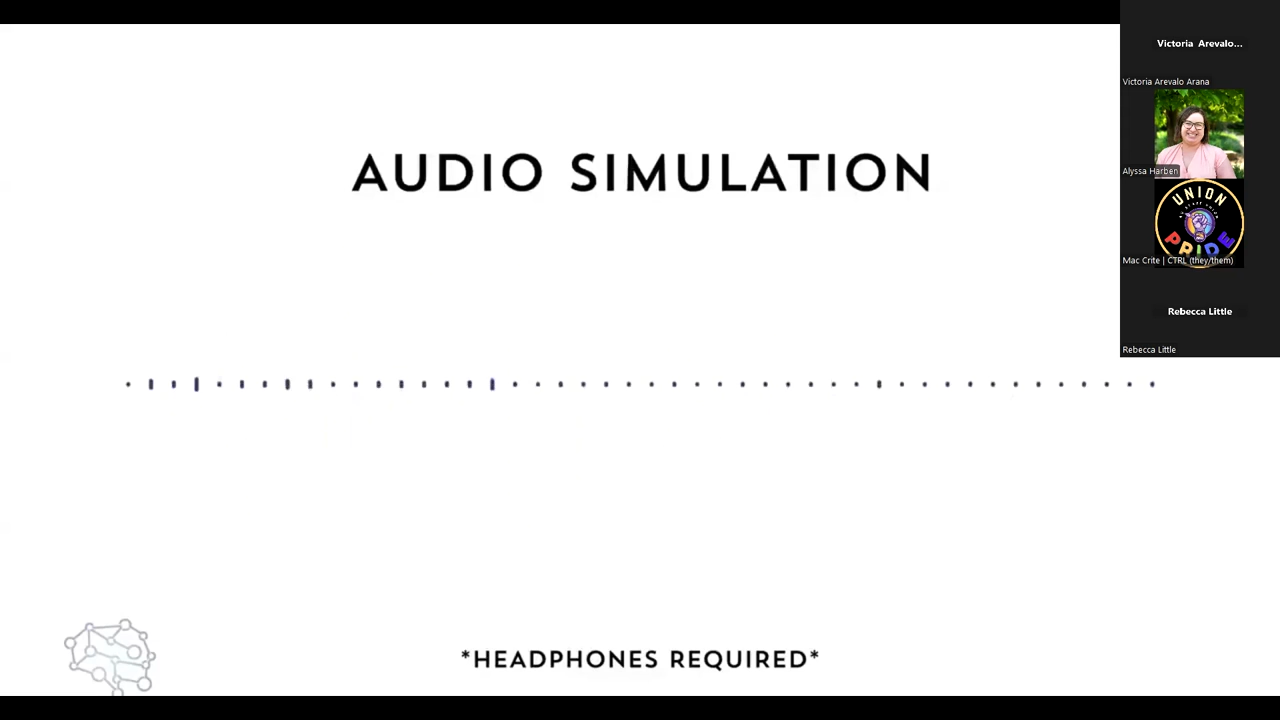 AUDIO SIMULATION
*HEADPHONES REQUIRED*
Victoria Arevalo...
Victoria Arevalo Arana
Alyssa Harben
UNION
PRIDE
Mac Crite | CTRL (they/them)
Rebecca Little
Rebecca Little